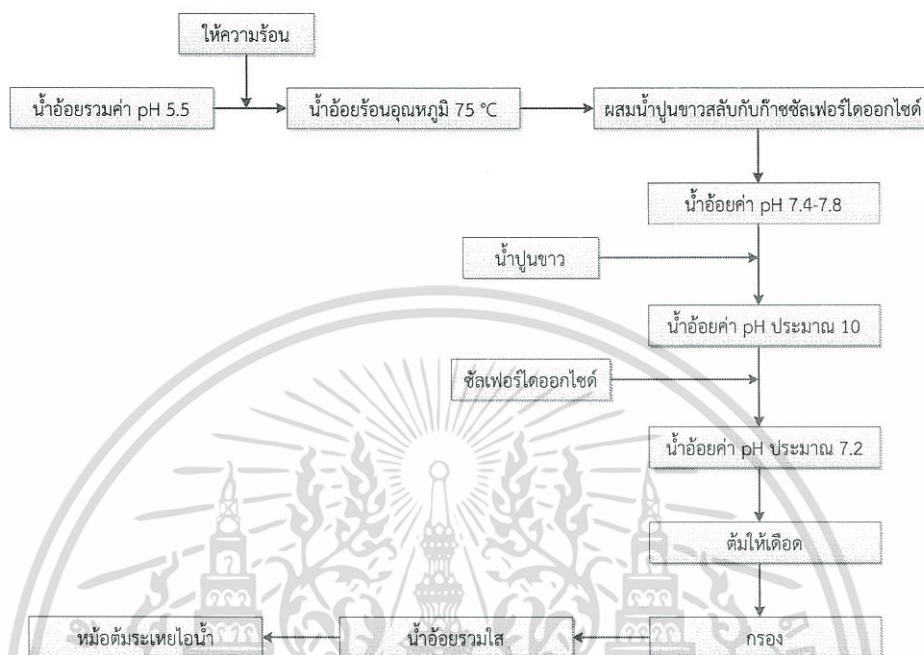 ให้ความร้อน
น้ำอ้อยรวมค่า pH 5.5
น้ำอ้อยร้อนอุณหภูมิ 75 °C
ผสมน้ำปูนขาวสลับกับก๊าซซัลเฟอร์ไดออกไซด์
น้ำอ้อยค่า pH 7.4-7.8
น้ำปูนขาว
น้ำอ้อยค่า pH ประมาณ 10
ซัลเฟอร์ไดออกไซด์
น้ำอ้อยค่า pH ประมาณ 7.2
ต้มให้เดือด
กรอง
น้ำอ้อยรวมใส
หม้อต้มระเหยไอน้ำ